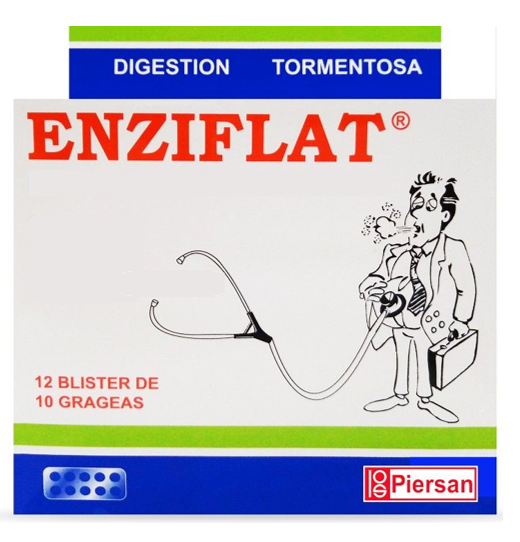 DIGESTION TORMENTOSA
ENZIFLAT®
12 BLISTER DE
10 GRAGEAS
Piersan